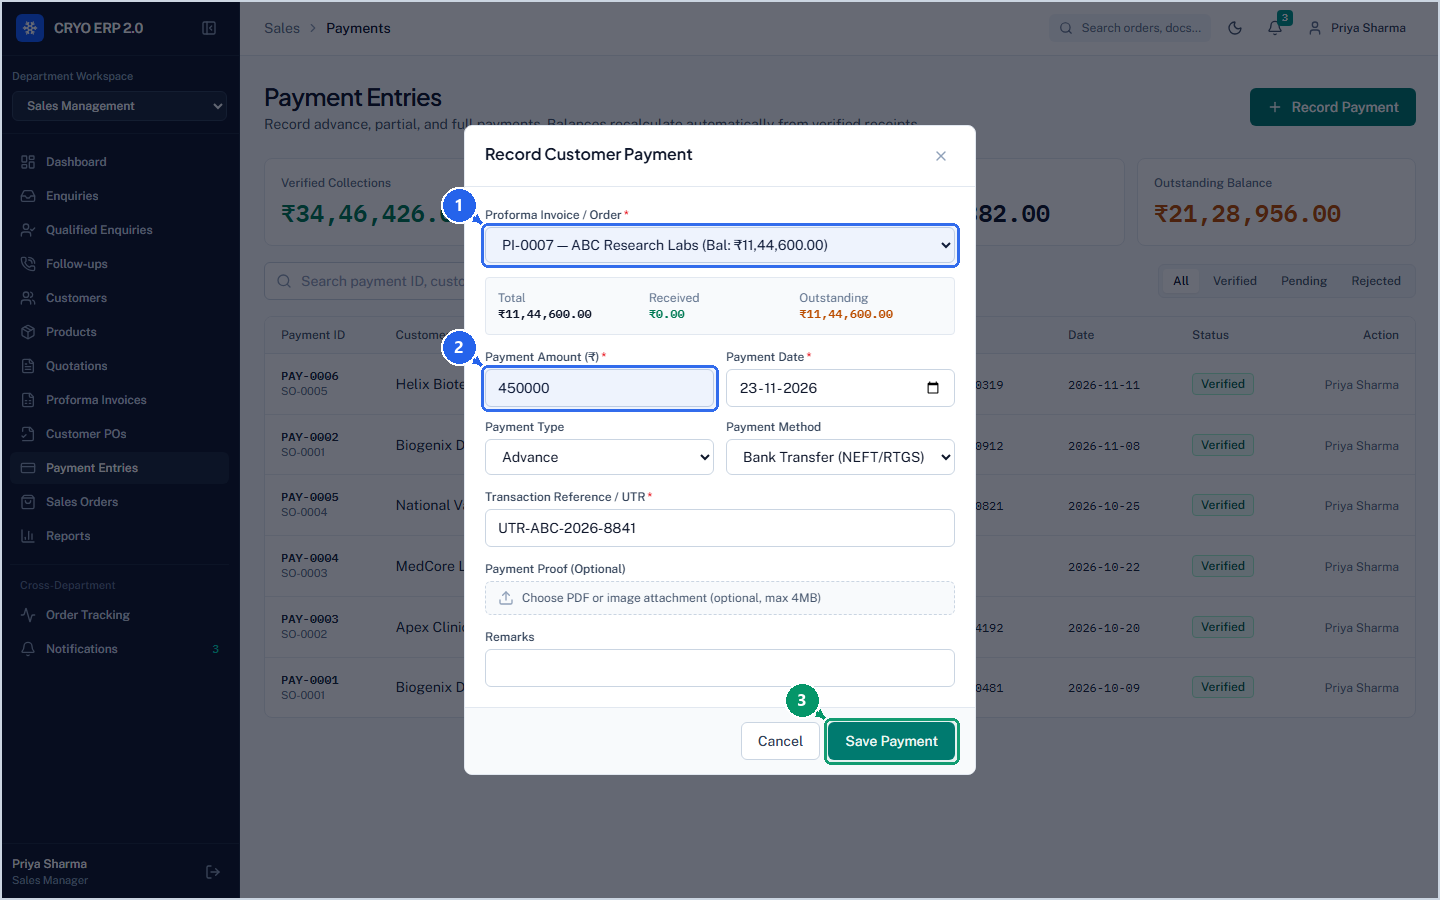 CRYO ERP 2.0
Department Workspace
Sales Management
Dashboard
Enquiries
Qualified Enquiries
Follow-ups
Customers
Products
Quotations
Proforma Invoices
Customer POs
Payment Entries
Sales Orders
Reports
Cross-Department
Order Tracking
Notifications 3
Priya Sharma
Sales Manager
Sales > Payments
Search orders, docs...
3
Priya Sharma
Payment Entries
Record advance, partial, and full payments. Balances recalculate automatically from verified receipts.
+ Record Payment
Verified Collections
₹34,46,426.
82.00
Outstanding Balance
₹21,28,956.00
Search payment ID, custo
All Verified Pending Rejected
Payment ID Custome Date Status Action
PAY-0006
SO-0005
Helix Biote 0319 2026-11-11 Verified Priya Sharma
PAY-0002
SO-0001
Biogenix D 0912 2026-11-08 Verified Priya Sharma
PAY-0005
SO-0004
National V 0821 2026-10-25 Verified Priya Sharma
PAY-0004
SO-0003
MedCore L 2026-10-22 Verified Priya Sharma
PAY-0003
SO-0002
Apex Clinic 4192 2026-10-20 Verified Priya Sharma
PAY-0001
SO-0001
Biogenix D 0481 2026-10-09 Verified Priya Sharma
Record Customer Payment
1
Proforma Invoice / Order *
PI-0007 — ABC Research Labs (Bal: ₹11,44,600.00)
Total Received Outstanding
₹11,44,600.00 ₹0.00 ₹11,44,600.00
2
Payment Amount (₹) * Payment Date *
450000 23-11-2026
Payment Type Payment Method
Advance Bank Transfer (NEFT/RTGS)
Transaction Reference / UTR *
UTR-ABC-2026-8841
Payment Proof (Optional)
Choose PDF or image attachment (optional, max 4MB)
Remarks
3
Cancel Save Payment